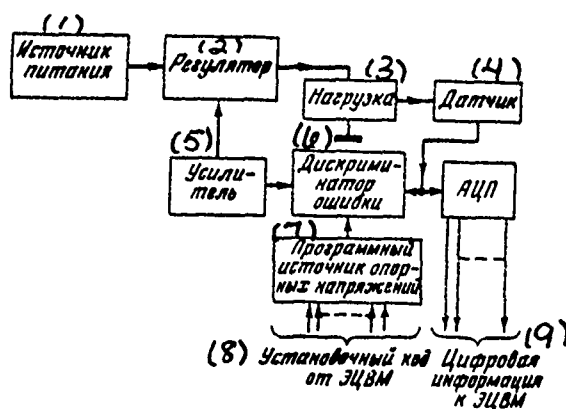 (1)
Источник
питания
(2)
Регулятор
(3)
Нагрузка
(4)
Датчик
(5)
Усили-
тель
(6)
Дискрими-
натор
ошибки
АЦП
(7)
Программный
источник опор-
ных напряжений
(8) Установочный код
от ЭЦВМ
(9)
Цифровая
информация
к ЭЦВМ